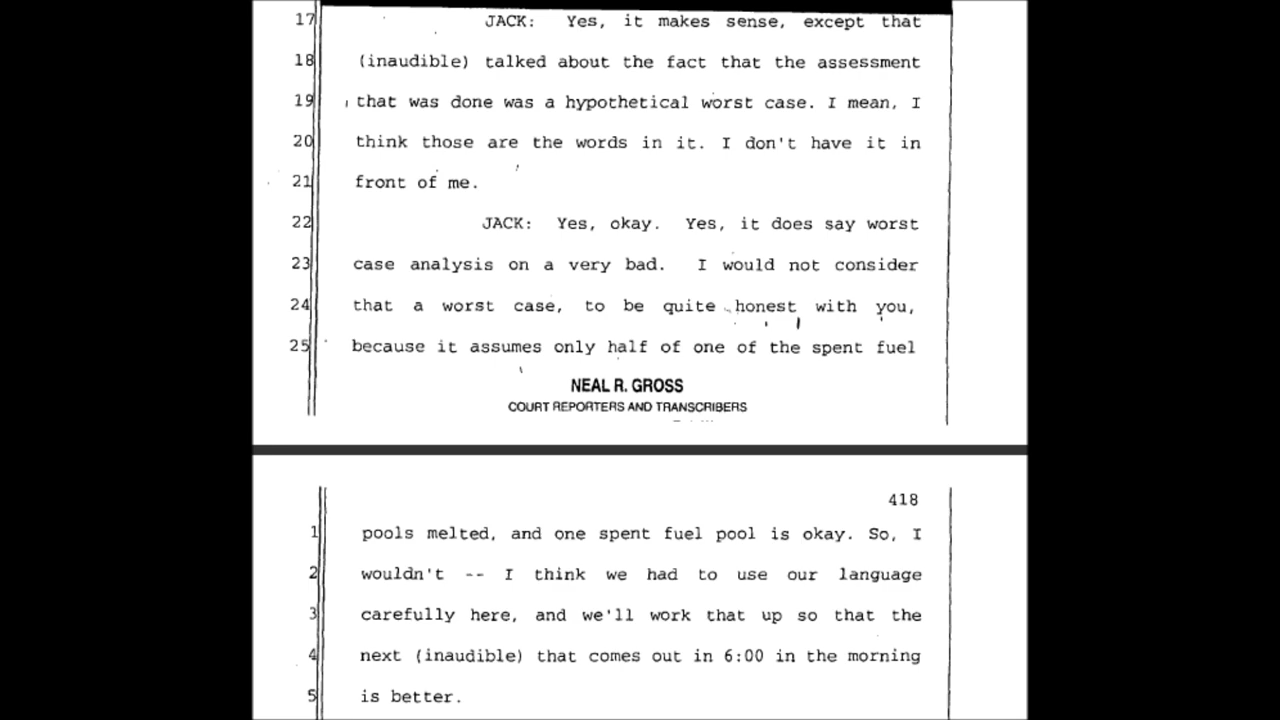 17 JACK: Yes, it makes sense, except that
18 (inaudible) talked about the fact that the assessment
19 that was done was a hypothetical worst case. I mean, I
20 think those are the words in it. I don't have it in
21 front of me.
22 JACK: Yes, okay. Yes, it does say worst
23 case analysis on a very bad. I would not consider
24 that a worst case, to be quite honest with you,
25 because it assumes only half of one of the spent fuel
NEAL R. GROSS
COURT REPORTERS AND TRANSCRIBERS
418
1 pools melted, and one spent fuel pool is okay. So, I
2 wouldn't -- I think we had to use our language
3 carefully here, and we'll work that up so that the
4 next (inaudible) that comes out in 6:00 in the morning
5 is better.